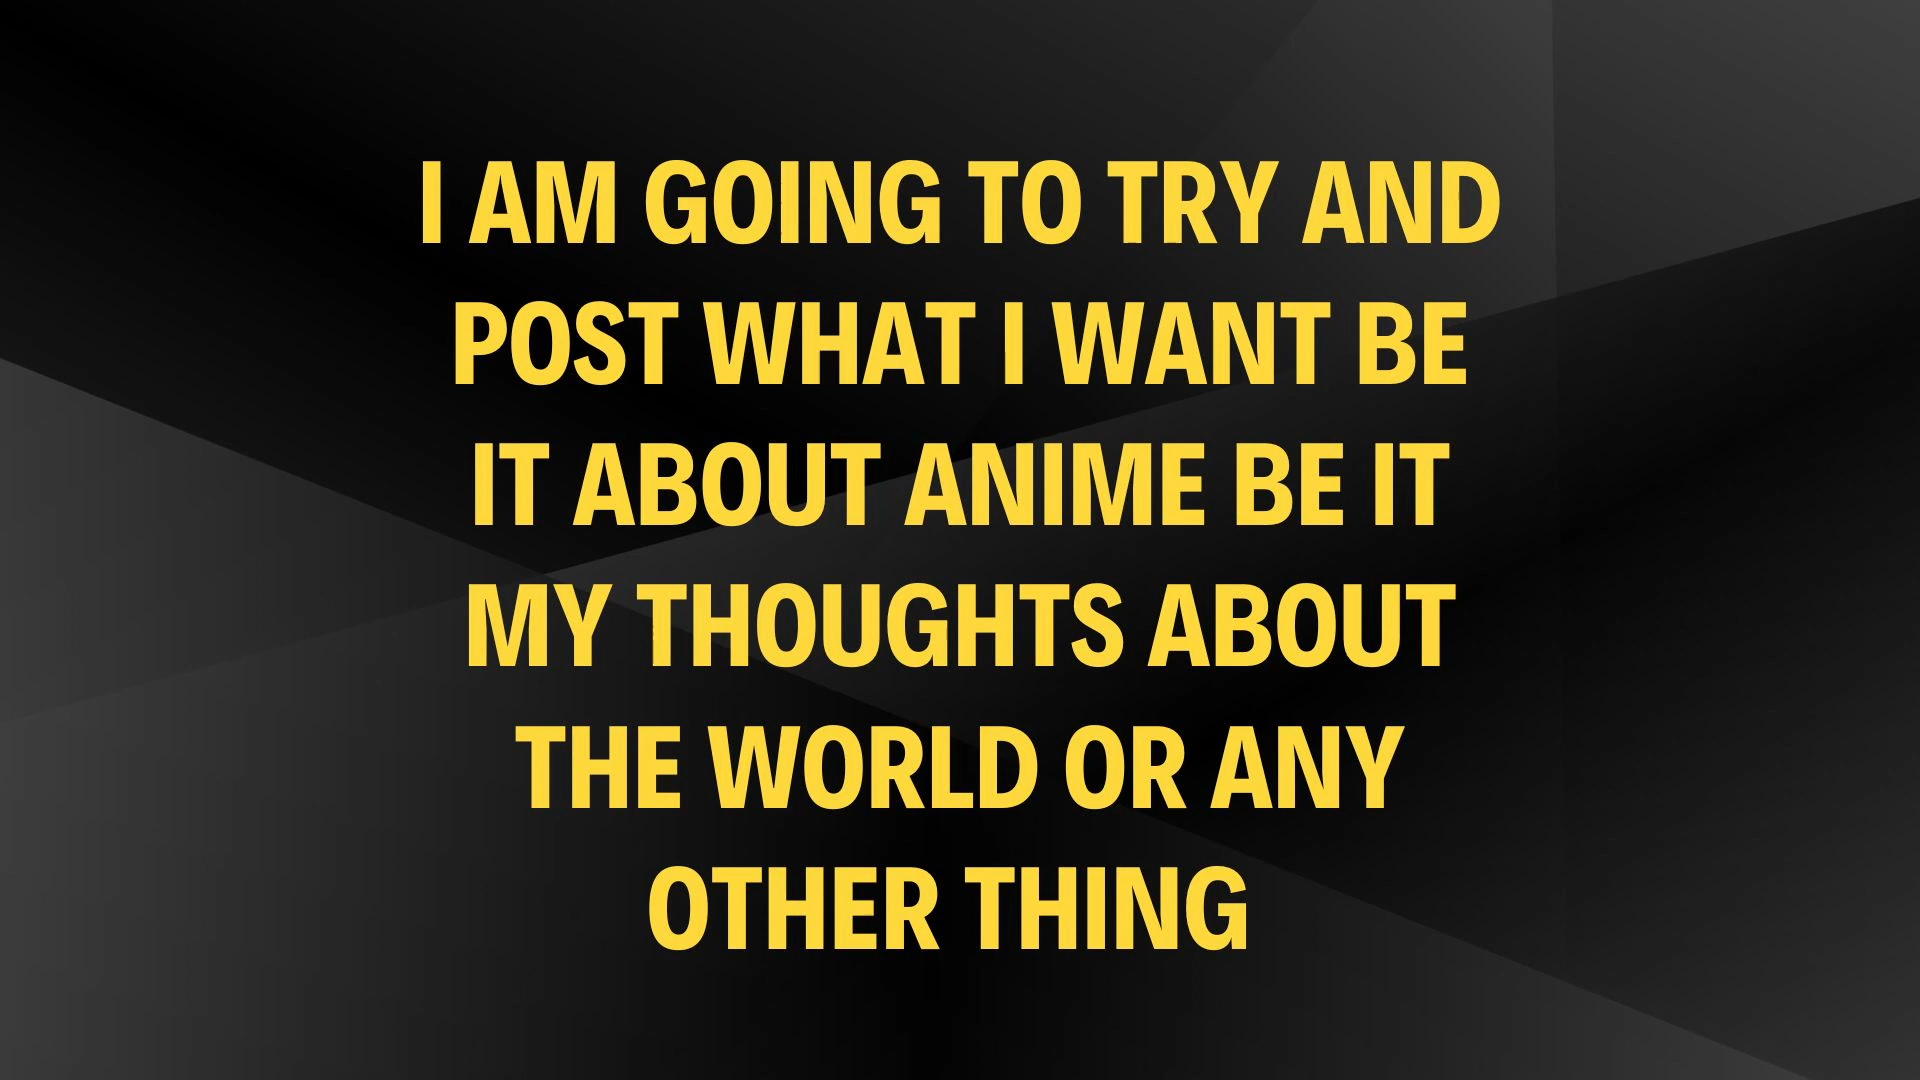 I AM GOING TO TRY AND
POST WHAT I WANT BE
IT ABOUT ANIME BE IT
MY THOUGHTS ABOUT
THE WORLD OR ANY
OTHER THING